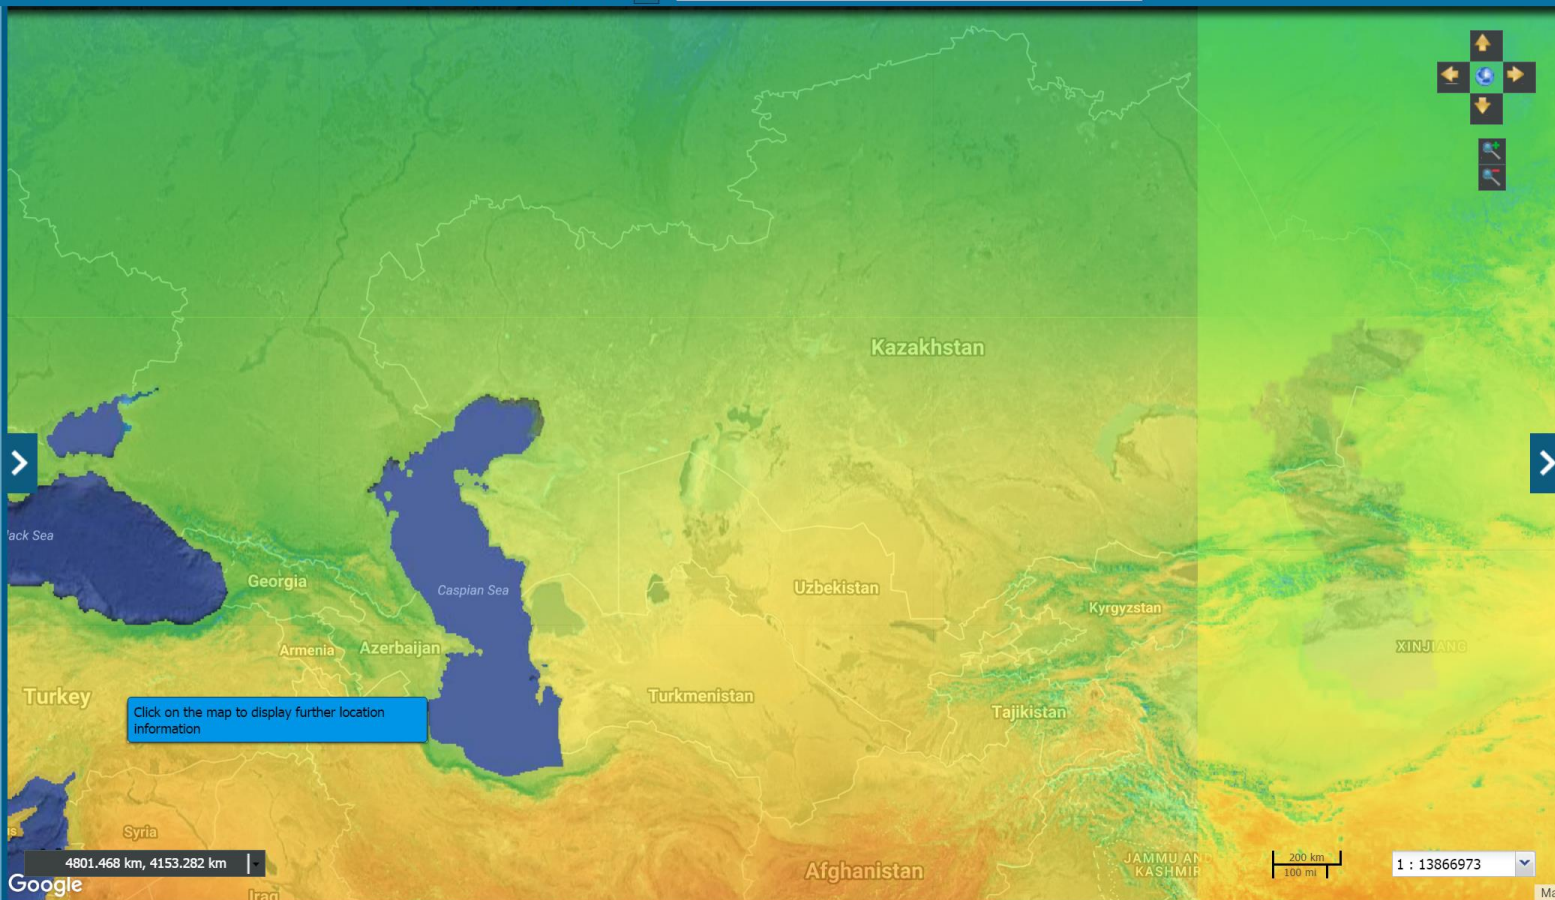 Kazakhstan
ack Sea
Georgia
Caspian Sea
Uzbekistan
Kyrgyzstan
Armenia
Azerbaijan
XINJIANG
Turkey
Turkmenistan
Click on the map to display further location
information
Tajikistan
Syria
4801.468 km, 4153.282 km
200 km
100 mi
1 : 13866973
JAMMU AN
KASHMIR
Afghanistan
Google
Iraq
Ma